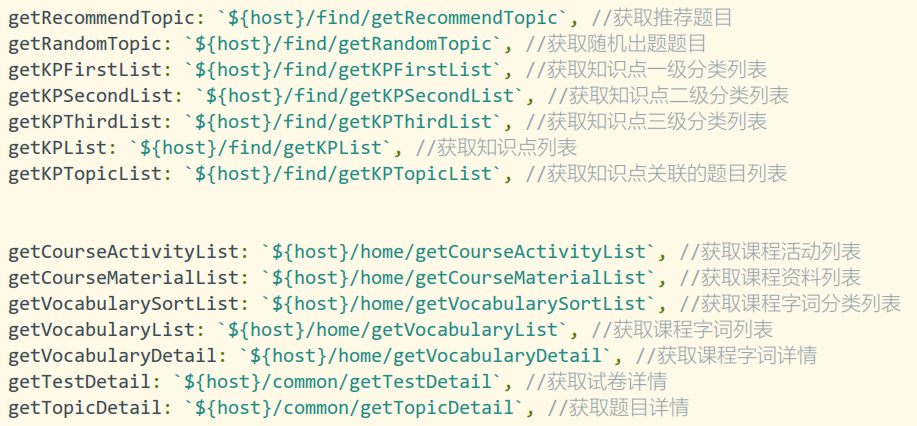 getRecommendTopic: `${host}/find/getRecommendTopic`, //获取推荐题目
getRandomTopic: `${host}/find/getRandomTopic`, //获取随机出题题目
getKPFirstList: `${host}/find/getKPFirstList`, //获取知识点一级分类列表
getKPSecondList: `${host}/find/getKPSecondList`, //获取知识点二级分类列表
getKPThirdList: `${host}/find/getKPThirdList`, //获取知识点三级分类列表
getKPList: `${host}/find/getKPList`, //获取知识点列表
getKPTopicList: `${host}/find/getKPTopicList`, //获取知识点关联的题目列表
getCourseActivityList: `${host}/home/getCourseActivityList`, //获取课程活动列表
getCourseMaterialList: `${host}/home/getCourseMaterialList`, //获取课程资料列表
getVocabularySortList: `${host}/home/getVocabularySortList`, //获取课程字词分类列表
getVocabularyList: `${host}/home/getVocabularyList`, //获取课程字词列表
getVocabularyDetail: `${host}/home/getVocabularyDetail`, //获取课程字词详情
getTestDetail: `${host}/common/getTestDetail`, //获取试卷详情
getTopicDetail: `${host}/common/getTopicDetail`, //获取题目详情